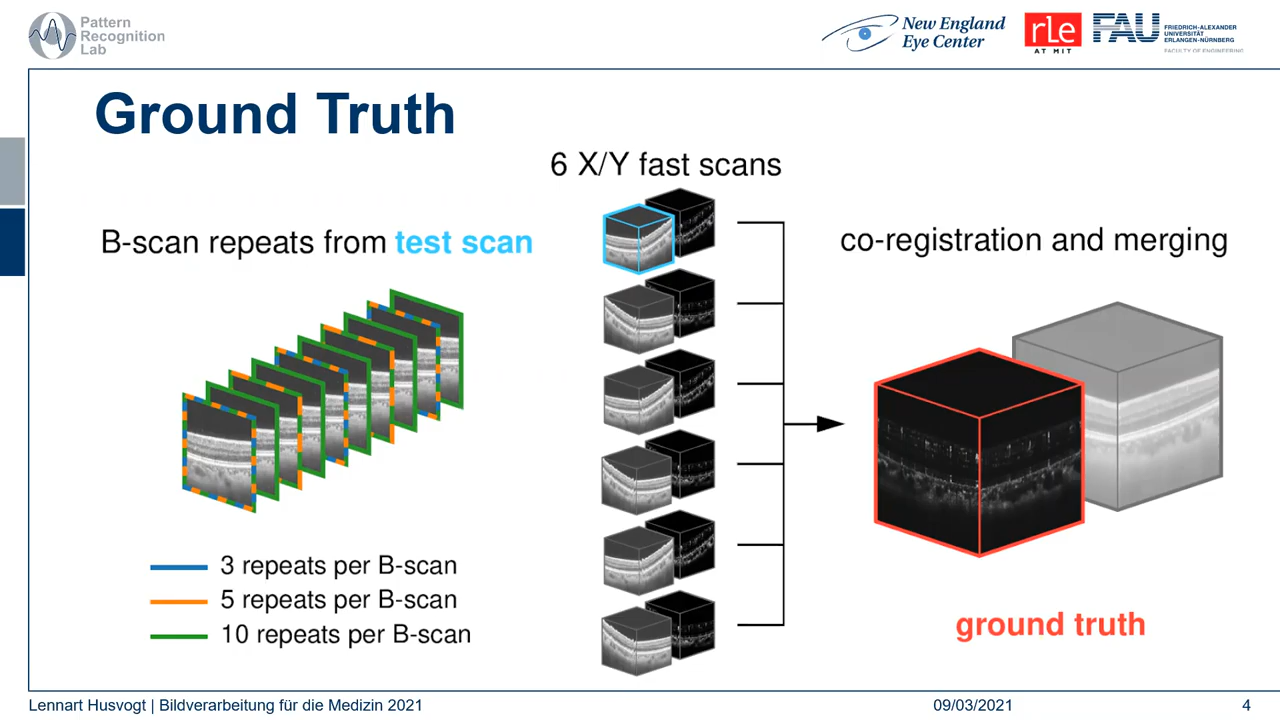 Pattern
Recognition
Lab
New England
Eye Center
rle
AT MIT
FAU
FRIEDRICH-ALEXANDER
UNIVERSITÄT
ERLANGEN-NÜRNBERG
FACULTY OF ENGINEERING
Ground Truth
6 X/Y fast scans
B-scan repeats from test scan
co-registration and merging
3 repeats per B-scan
5 repeats per B-scan
10 repeats per B-scan
ground truth
Lennart Husvogt | Bildverarbeitung für die Medizin 2021
09/03/2021
4